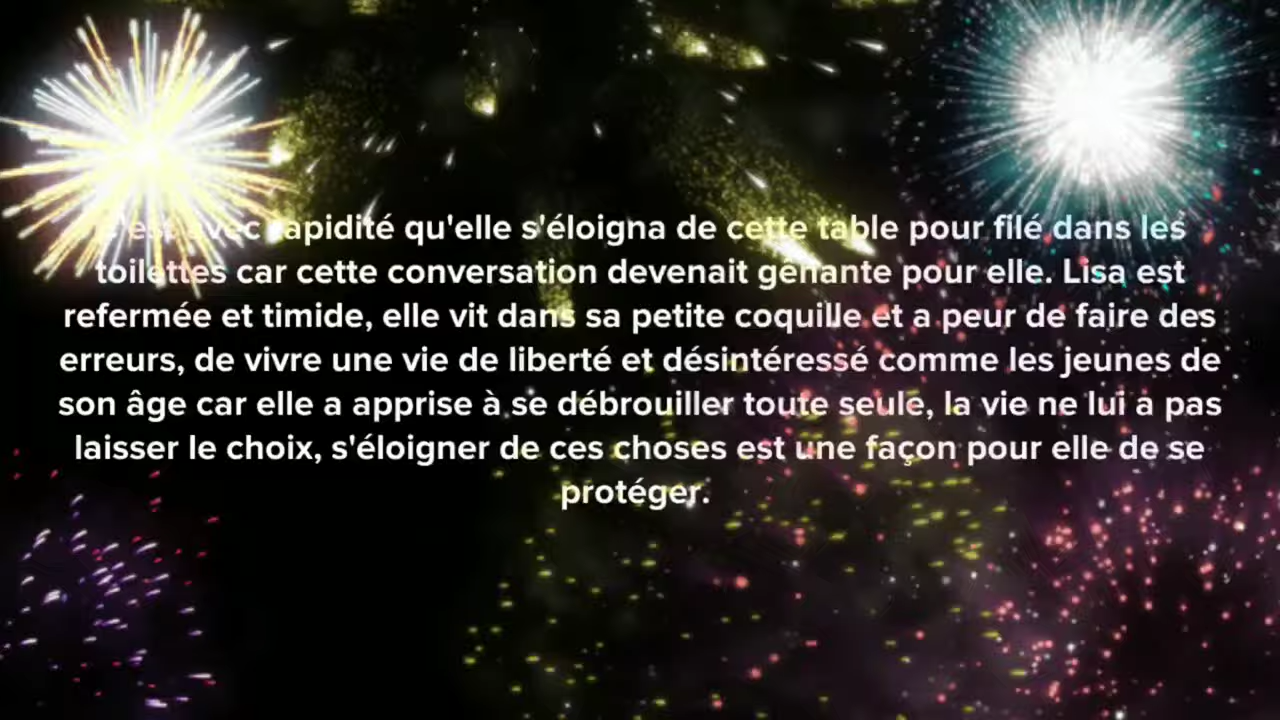 C'est avec rapidité qu'elle s'éloigna de cette table pour filé dans les
toilettes car cette conversation devenait gênante pour elle. Lisa est
refermée et timide, elle vit dans sa petite coquille et a peur de faire des
erreurs, de vivre une vie de liberté et désintéressé comme les jeunes de
son âge car elle a apprise à se débrouiller toute seule, la vie ne lui a pas
laisser le choix, s'éloigner de ces choses est une façon pour elle de se
protéger.